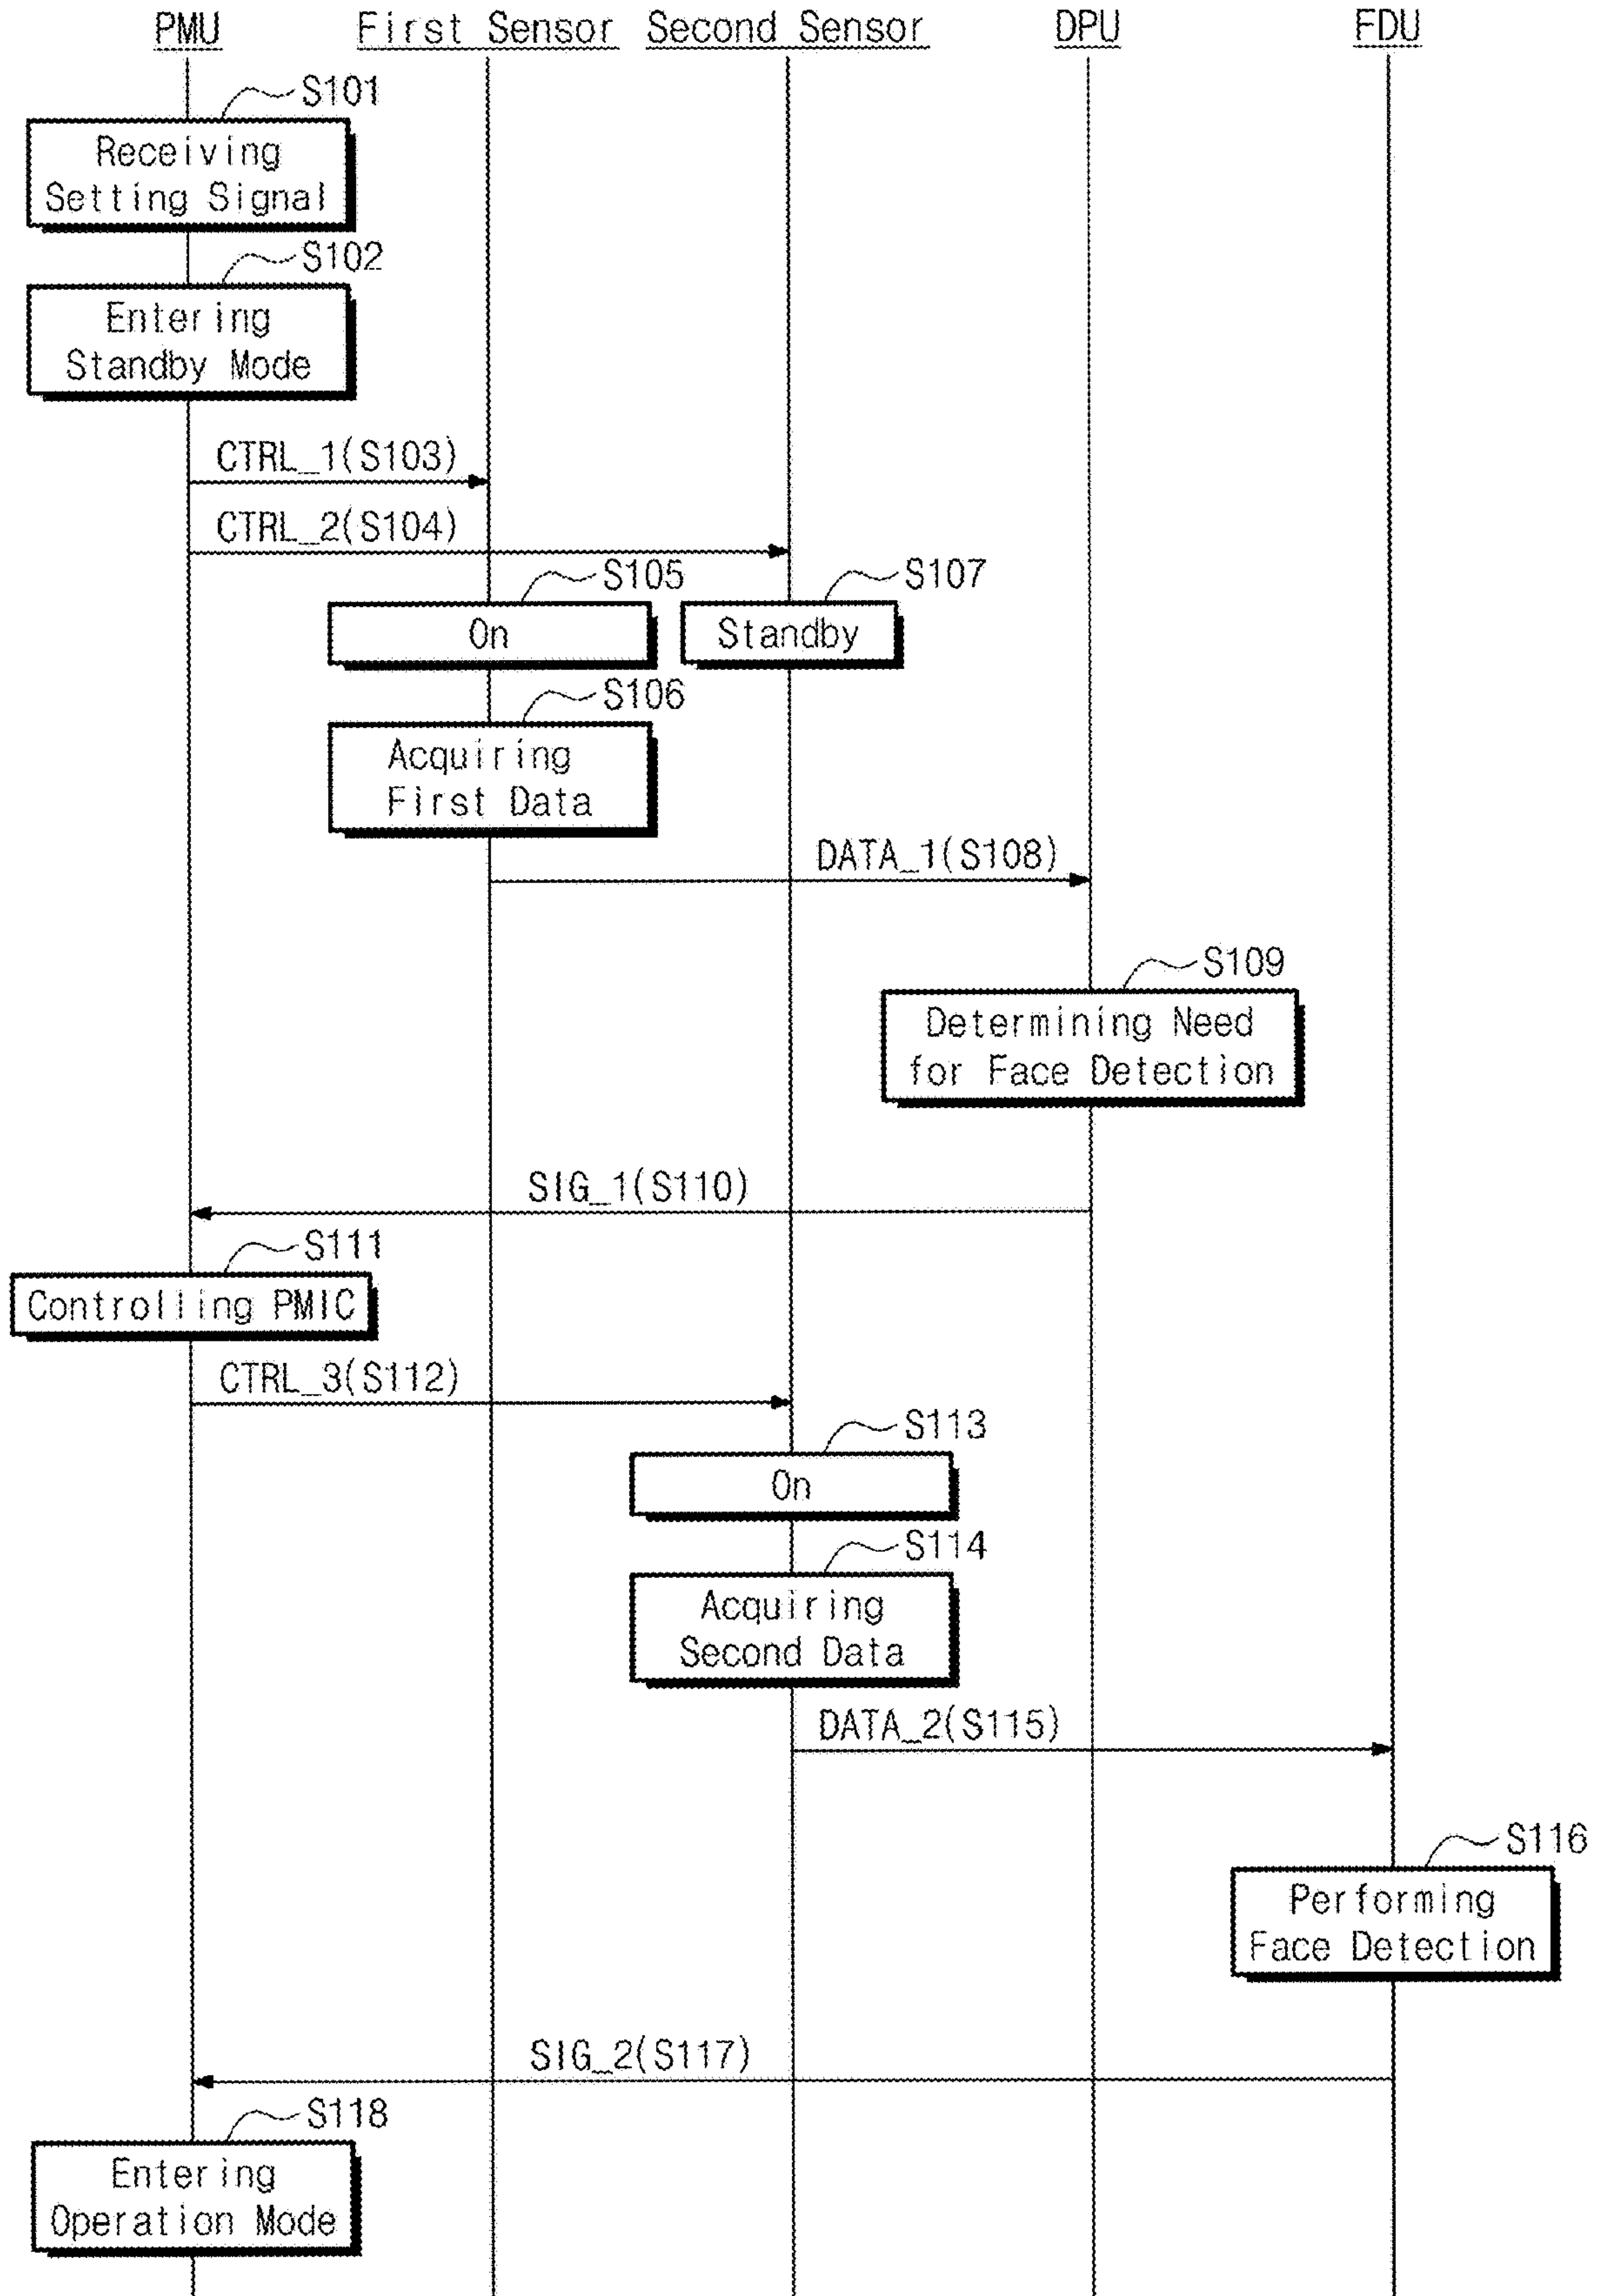 PMU First Sensor Second Sensor DPU FDU
S101
Receiving
Setting Signal
S102
Entering
Standby Mode
CTRL_1(S103)
CTRL_2(S104)
S105 S107
On Standby
S106
Acquiring
First Data
DATA_1(S108)
S109
Determining Need
for Face Detection
SIG_1(S110)
S111
Controlling PMIC
CTRL_3(S112)
S113
On
S114
Acquiring
Second Data
DATA_2(S115)
S116
Performing
Face Detection
SIG_2(S117)
S118
Entering
Operation Mode